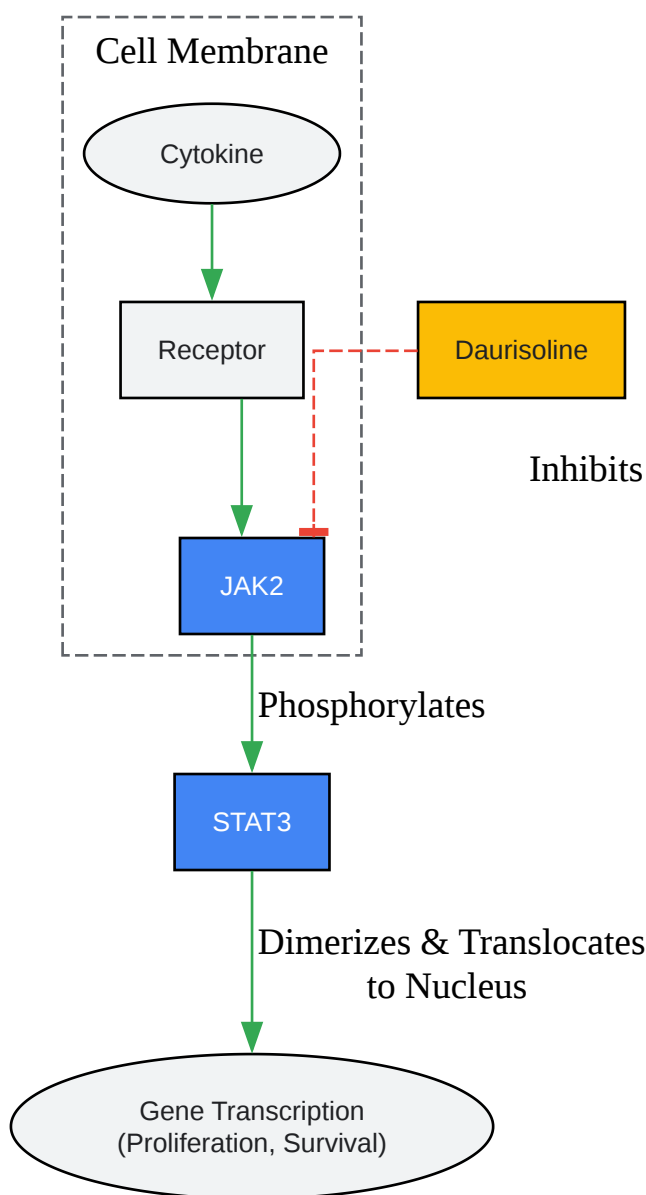 Cell Membrane
Cytokine
Receptor
Daurisoline
Inhibits
JAK2
Phosphorylates
STAT3
Dimerizes & Translocates
to Nucleus
Gene Transcription
(Proliferation, Survival)